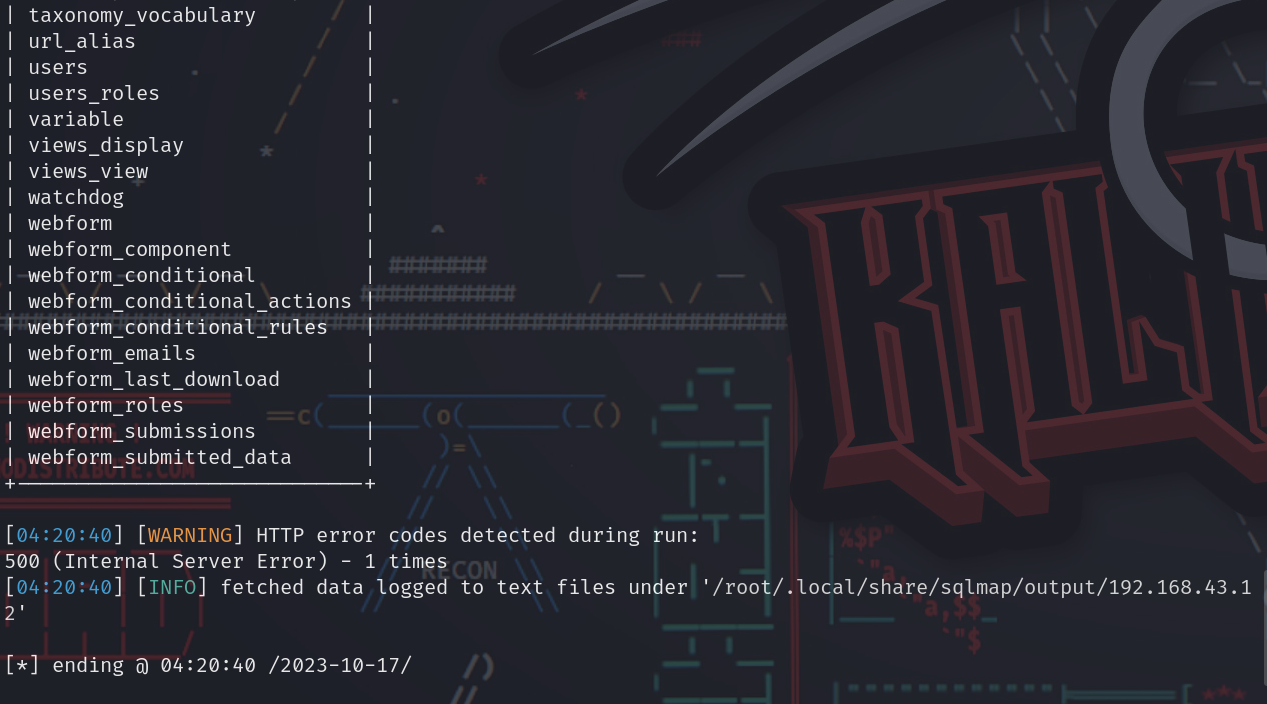 | taxonomy_vocabulary |
| url_alias |
| users |
| users_roles |
| variable |
| views_display |
| views_view |
| watchdog |
| webform |
| webform_component |
| webform_conditional |
| webform_conditional_actions |
| webform_conditional_rules |
| webform_emails |
| webform_last_download |
| webform_roles |
| webform_submissions |
| webform_submitted_data |
+-----------------------------+
[04:20:40] [WARNING] HTTP error codes detected during run:
500 (Internal Server Error) - 1 times
[04:20:40] [INFO] fetched data logged to text files under '/root/.local/share/sqlmap/output/192.168.43.1
2'
[*] ending @ 04:20:40 /2023-10-17/
RECON